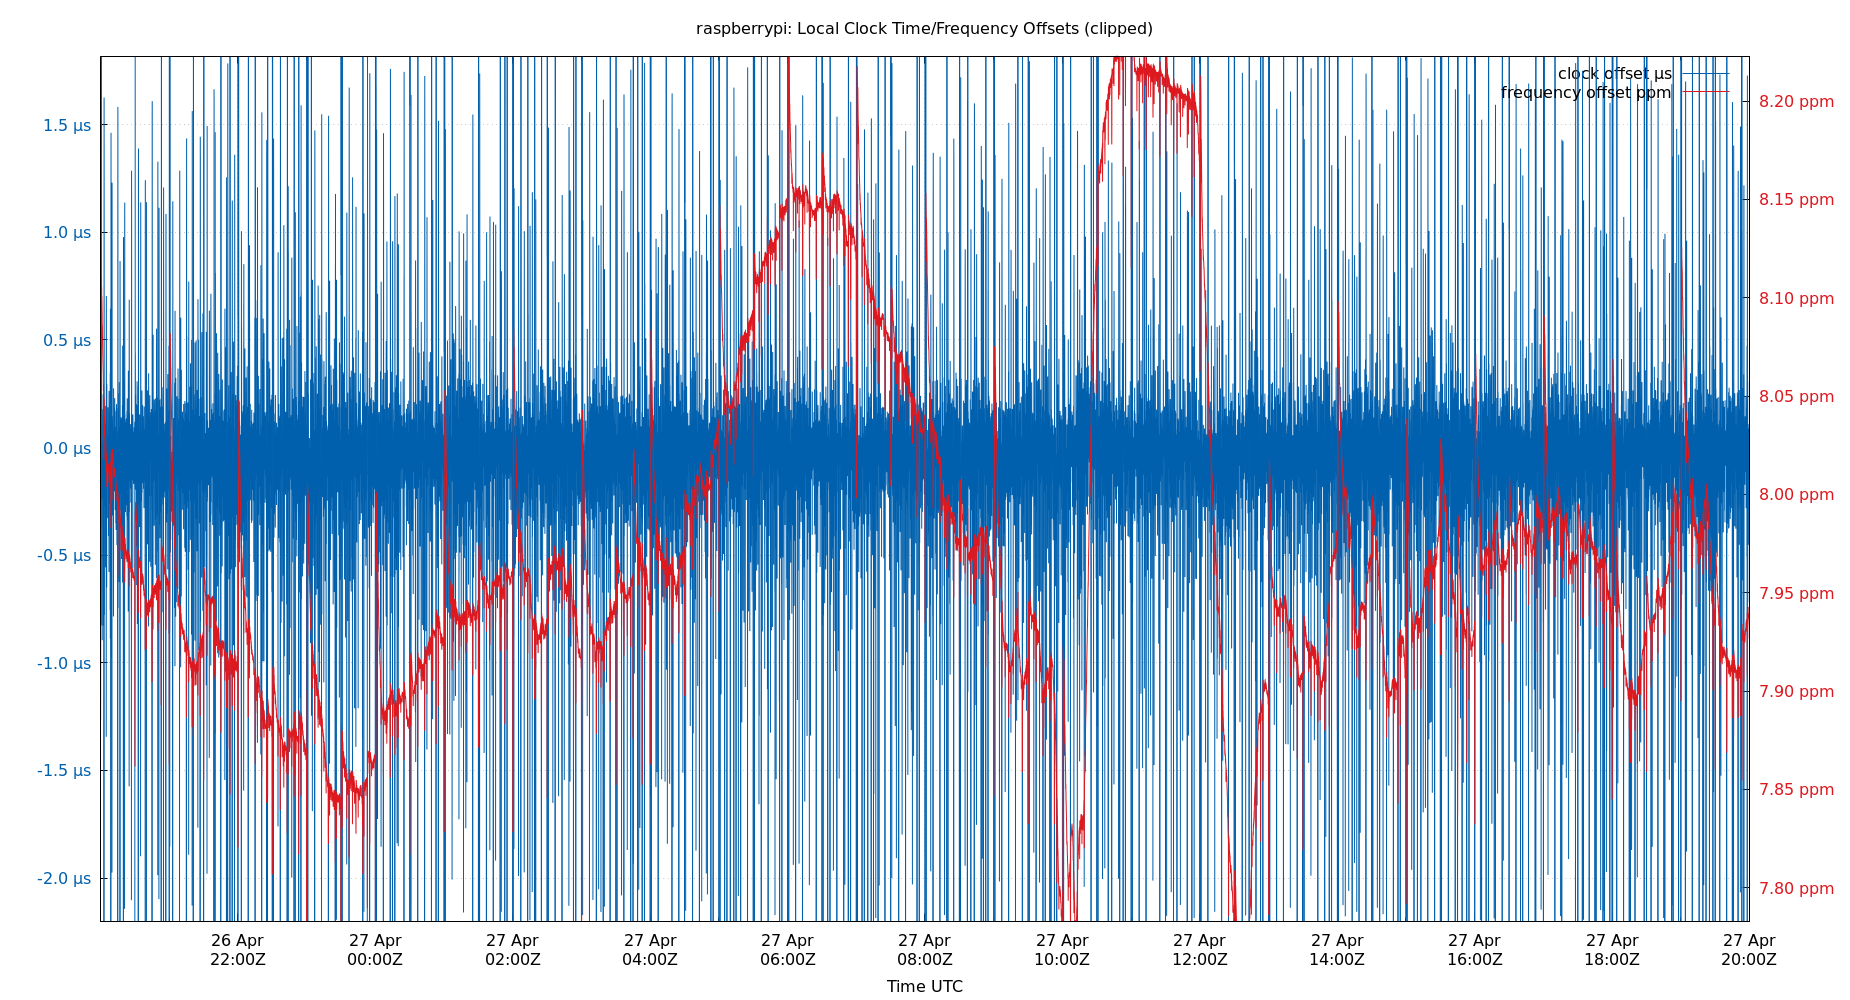 raspberrypi: Local Clock Time/Frequency Offsets (clipped)
clock offset µs
frequency offset ppm
1.5 µs
1.0 µs
0.5 µs
0.0 µs
-0.5 µs
-1.0 µs
-1.5 µs
-2.0 µs
8.20 ppm
8.15 ppm
8.10 ppm
8.05 ppm
8.00 ppm
7.95 ppm
7.90 ppm
7.85 ppm
7.80 ppm
26 Apr
22:00Z
27 Apr
00:00Z
27 Apr
02:00Z
27 Apr
04:00Z
27 Apr
06:00Z
27 Apr
08:00Z
27 Apr
10:00Z
27 Apr
12:00Z
27 Apr
14:00Z
27 Apr
16:00Z
27 Apr
18:00Z
27 Apr
20:00Z
Time UTC